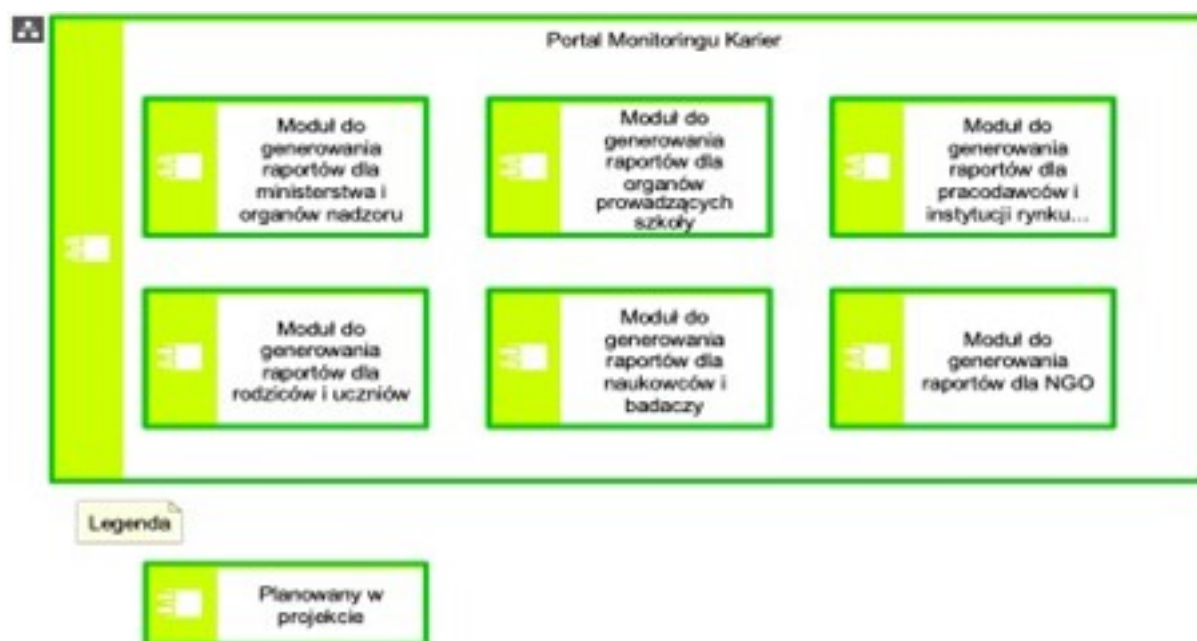 Portal Monitoringu Karier
Moduł do
generowania
raportów dla
ministerstwa i
organów nadzoru
Moduł do
generowania
raportów dla
organów
prowadzących
szkoły
Moduł do
generowania
raportów dla
pracodawców i
instytucji rynku...
Moduł do
generowania
raportów dla
rodziców i uczniów
Moduł do
generowania
raportów dla
naukowców i
badaczy
Moduł do
generowania
raportów dla NGO
Legenda
Planowany w
projekcie